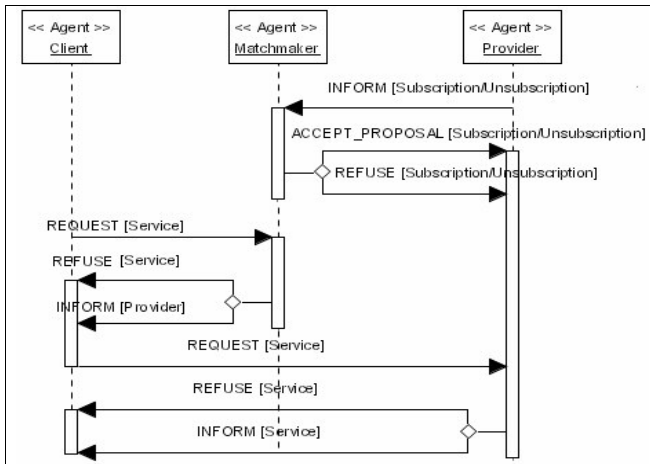 << Agent >>
Client
<< Agent >>
Matchmaker
<< Agent >>
Provider
INFORM [Subscription/Unsubscription]
ACCEPT_PROPOSAL [Subscription/Unsubscription]
REFUSE [Subscription/Unsubscription]
REQUEST [Service]
REFUSE [Service]
INFORM [Provider]
REQUEST [Service]
REFUSE [Service]
INFORM [Service]